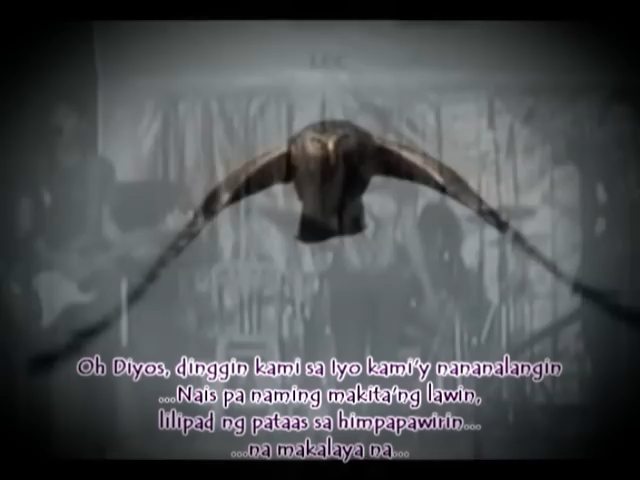 Oh Diyos, dinggin kami sa Iyo kami'y nananalangin
...Nais pa naming makita'ng lawin,
lilipad ng pataas sa himpapawirin...
...na makalaya na...